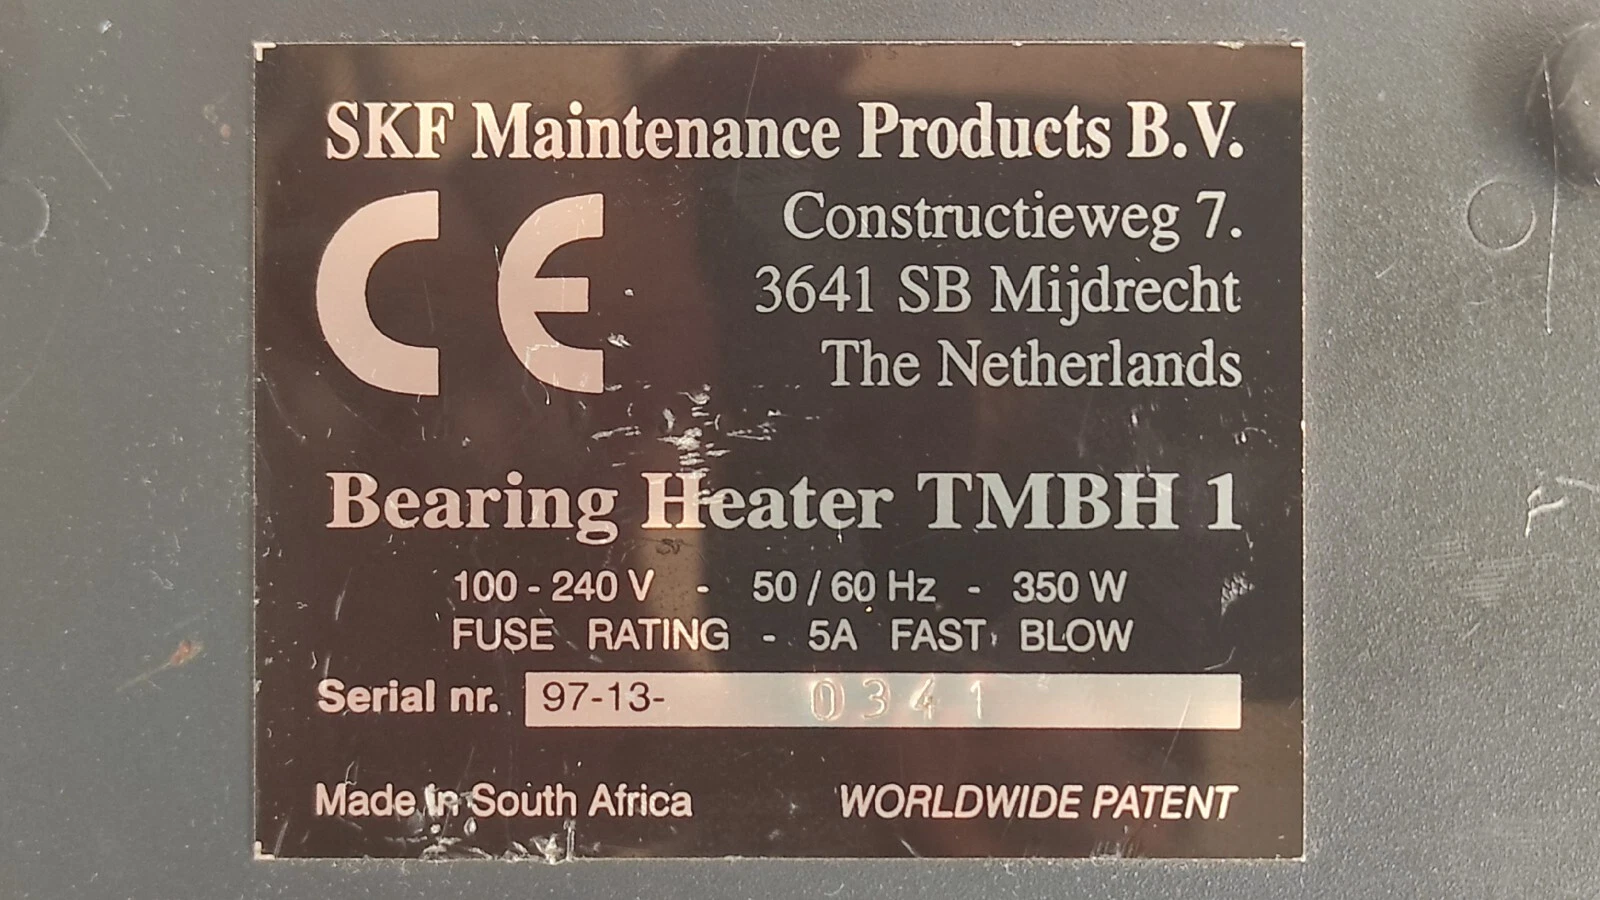 SKF Maintenance Products B.V.
CE
Constructieweg 7.
3641 SB Mijdrecht
The Netherlands
Bearing Heater TMBH 1
100 - 240 V - 50 / 60 Hz - 350 W
FUSE RATING - 5A FAST BLOW
Serial nr. 97-13- 0341
Made in South Africa WORLDWIDE PATENT